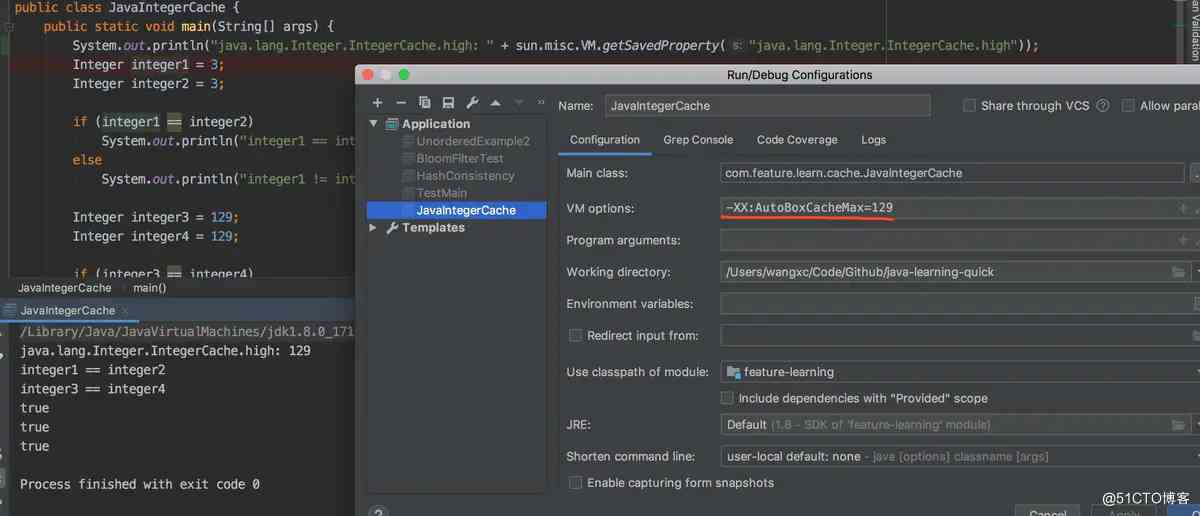 public class JavaIntegerCache {
public static void main(String[] args) {
System.out.println("java.lang.Integer.IntegerCache.high: " + sun.misc.VM.getSavedProperty( s: "java.lang.Integer.IntegerCache.high"));
Integer integer1 = 3;
Integer integer2 = 3;
if (integer1 == integer2)
System.out.println("integer1 == int
else
System.out.println("integer1 != int
Integer integer3 = 129;
Integer integer4 = 129;
if (integer3 == integer4)
JavaIntegerCache main()
JavaIntegerCache
/Library/Java/JavaVirtualMachines/jdk1.8.0_171
java.lang.Integer.IntegerCache.high: 129
integer1 == integer2
integer3 == integer4
true
true
true
Process finished with exit code 0
Run/Debug Configurations
Application
UnorderedExample2
BloomFilterTest
HashConsistency
TestMain
JavaIntegerCache
Templates
Name: JavaIntegerCache
Share through VCS
Allow paral
Configuration Grep Console Code Coverage Logs
Main class: com.feature.learn.cache.JavaIntegerCache
VM options: -XX:AutoBoxCacheMax=129
Program arguments:
Working directory: /Users/wangxc/Code/Github/java-learning-quick
Environment variables:
Redirect input from:
Use classpath of module: feature-learning
Include dependencies with "Provided" scope
JRE: Default (1.8 - SDK of 'feature-learning' module)
Shorten command line: user-local default: none - java [options] classname [args]
Enable capturing form snapshots
Cancel Apply
@51CTO博客